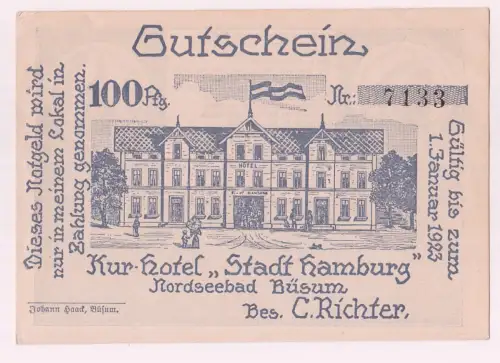 Gutschein
100 Pfg.
Nr.: 7133
Dieses Notgeld wird
nur in meinem Lokal in
Zahlung genommen.
Gültig bis zum
1. Januar 1923
HOTEL
Kur-Hotel „Stadt Hamburg"
Nordseebad Büsum
Bes. C. Richter,
Johann Haack, Büsum.